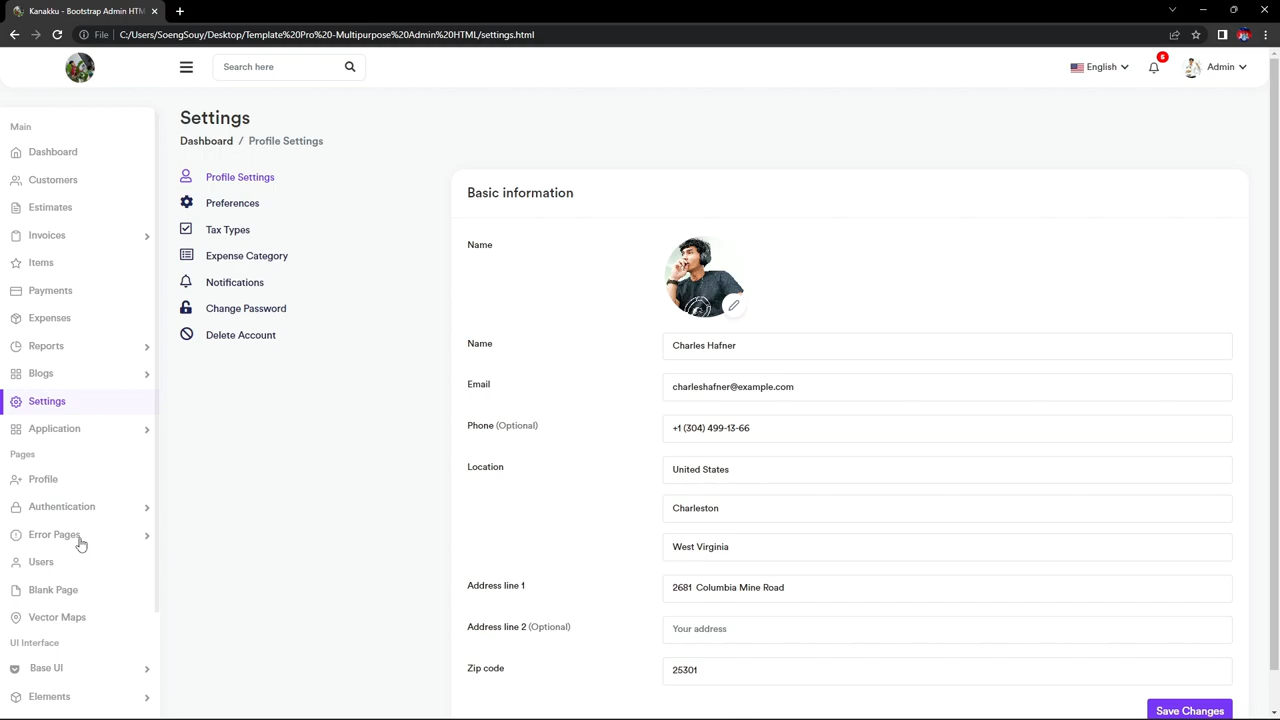 Kanakku - Bootstrap Admin HTM
File C:/Users/SoengSouy/Desktop/Template%20Pro%20-Multipurpose%20Admin%20HTML/settings.html
Search here
English
6
Admin
Main
Dashboard
Customers
Estimates
Invoices
Items
Payments
Expenses
Reports
Blogs
Settings
Application
Pages
Profile
Authentication
Error Pages
Users
Blank Page
Vector Maps
UI Interface
Base UI
Elements
Settings
Dashboard / Profile Settings
Profile Settings
Preferences
Tax Types
Expense Category
Notifications
Change Password
Delete Account
Basic information
Name
Name
Charles Hafner
Email
charleshafner@example.com
Phone (Optional)
+1 (304) 499-13-66
Location
United States
Charleston
West Virginia
Address line 1
2681 Columbia Mine Road
Address line 2 (Optional)
Your address
Zip code
25301
Save Changes